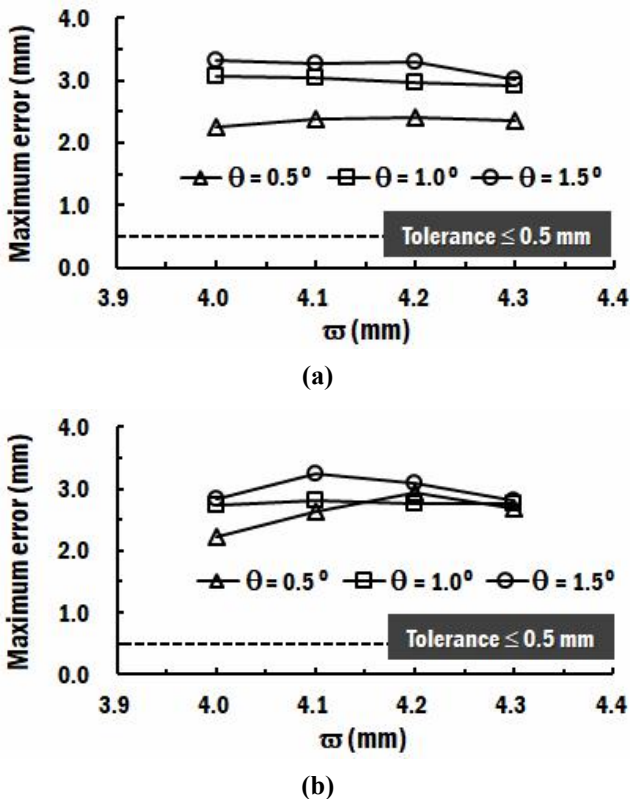 Maximum error (mm)
4.0
3.0
2.0
1.0
0.0
θ = 0.5° θ = 1.0° θ = 1.5°
Tolerance ≤ 0.5 mm
3.9 4.0 4.1 4.2 4.3 4.4
ϖ (mm)
(a)
Maximum error (mm)
4.0
3.0
2.0
1.0
0.0
θ = 0.5° θ = 1.0° θ = 1.5°
Tolerance ≤ 0.5 mm
3.9 4.0 4.1 4.2 4.3 4.4
ϖ (mm)
(b)